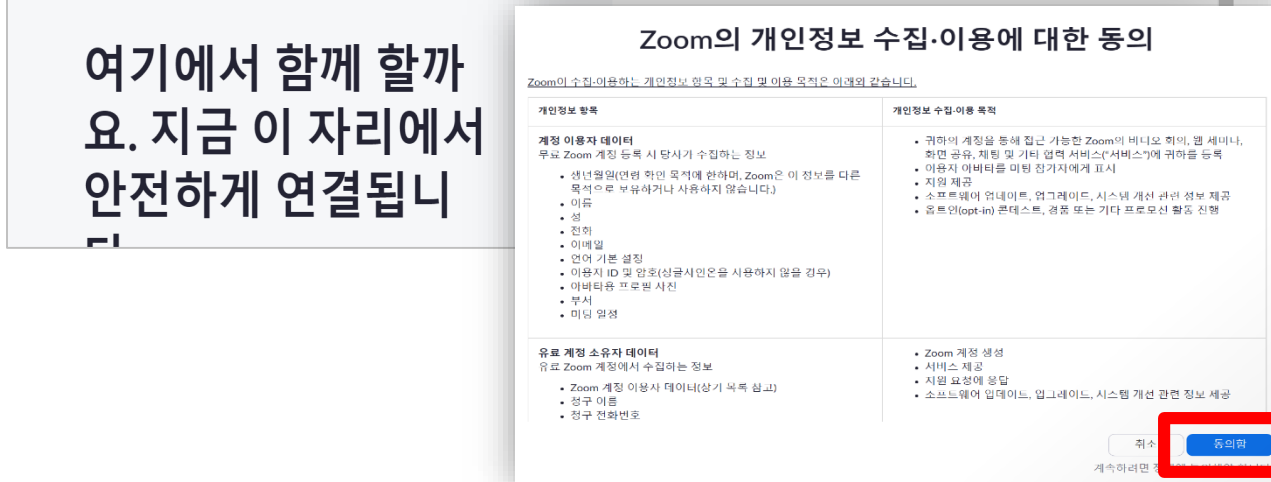 여기에서 함께 할까
요. 지금 이 자리에서
안전하게 연결됩니
Zoom의 개인정보 수집·이용에 대한 동의
Zoom이 수집·이용하는 개인정보 항목 및 수집 및 이용 목적은 아래와 같습니다.
개인정보 항목
개인정보 수집·이용 목적
계정 이용자 데이터
무료 Zoom 계정 등록 시 당사가 수집하는 정보
• 생년월일(연령 확인 목적에 한하며, Zoom은 이 정보를 다른
목적으로 보유하거나 사용하지 않습니다.)
• 이름
• 성
• 전화
• 이메일
• 언어 기본 설정
• 이용자 ID 및 암호(싱글사인온을 사용하지 않을 경우)
• 아바타용 프로필 사진
• 부서
• 미팅 일정
• 귀하의 계정을 통해 접근 가능한 Zoom의 비디오 회의, 웹 세미나,
화면 공유, 채팅 및 기타 협력 서비스("서비스")에 귀하를 등록
• 이용자 아바타를 미팅 참가자에게 표시
• 지원 제공
• 소프트웨어 업데이트, 업그레이드, 시스템 개선 관련 정보 제공
• 옵트인(opt-in) 콘테스트, 경품 또는 기타 프로모션 활동 진행
유료 계정 소유자 데이터
유료 Zoom 계정에서 수집하는 정보
• Zoom 계정 이용자 데이터(상기 목록 참고)
• 청구 이름
• 청구 전화번호
• Zoom 계정 생성
• 서비스 제공
• 지원 요청에 응답
• 소프트웨어 업데이트, 업그레이드, 시스템 개선 관련 정보 제공
취소
동의함
계속하려면